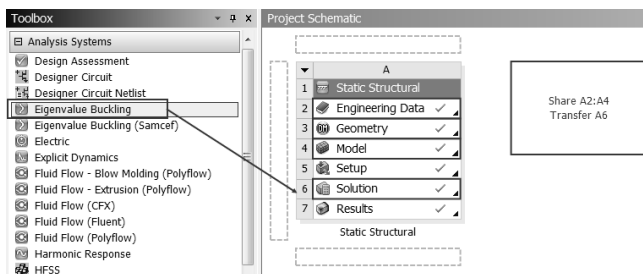 Toolbox
Analysis Systems
Design Assessment
Designer Circuit
Designer Circuit Netlist
Eigenvalue Buckling
Eigenvalue Buckling (Samcef)
Electric
Explicit Dynamics
Fluid Flow - Blow Molding (Polyflow)
Fluid Flow - Extrusion (Polyflow)
Fluid Flow (CFX)
Fluid Flow (Fluent)
Fluid Flow (Polyflow)
Harmonic Response
HFSS
Project Schematic
A
1 Static Structural
2 Engineering Data
3 Geometry
4 Model
5 Setup
6 Solution
7 Results
Static Structural
Share A2:A4
Transfer A6